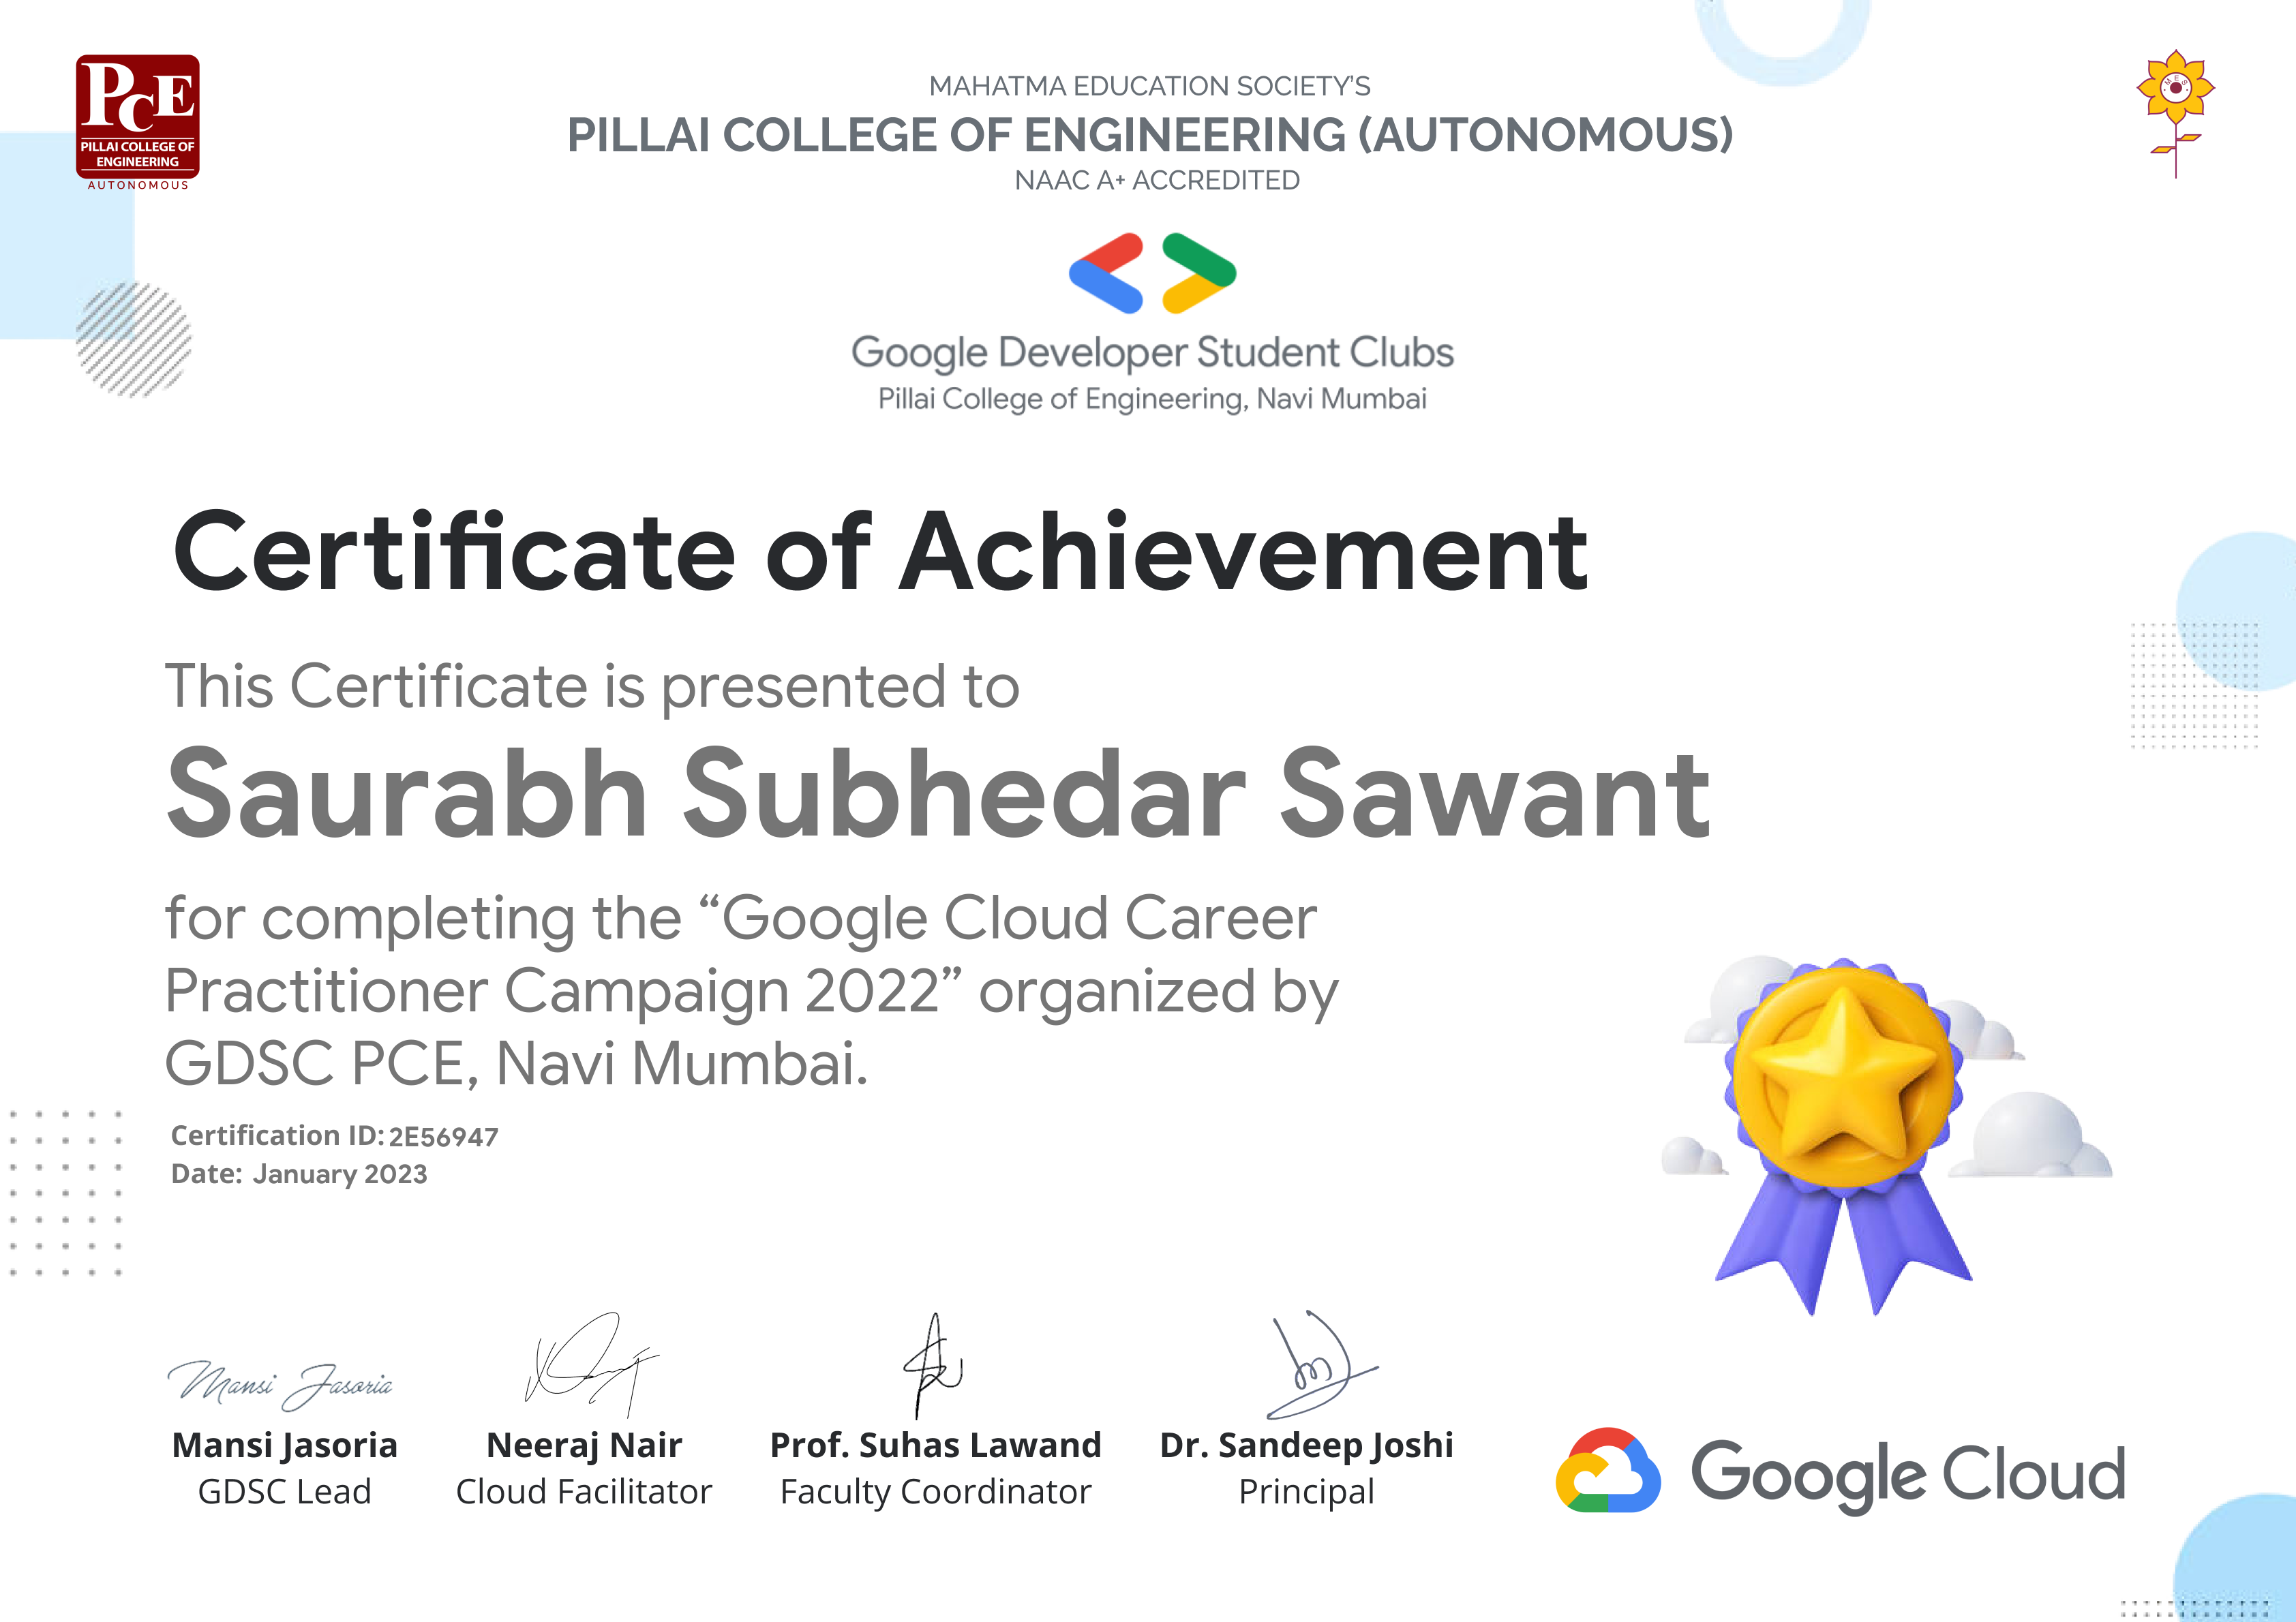 PCE
PILLAI COLLEGE OF
ENGINEERING
AUTONOMOUS
MAHATMA EDUCATION SOCIETY’S
PILLAI COLLEGE OF ENGINEERING (AUTONOMOUS)
NAAC A+ ACCREDITED
MES
Google Developer Student Clubs
Pillai College of Engineering, Navi Mumbai
Certificate of Achievement
This Certificate is presented to
Saurabh Subhedar Sawant
for completing the “Google Cloud Career
Practitioner Campaign 2022” organized by
GDSC PCE, Navi Mumbai.
Certification ID: 2E56947
Date: January 2023
Mansi Jasoria
Mansi Jasoria
GDSC Lead
Neeraj Nair
Cloud Facilitator
Prof. Suhas Lawand
Faculty Coordinator
Dr. Sandeep Joshi
Principal
Google Cloud